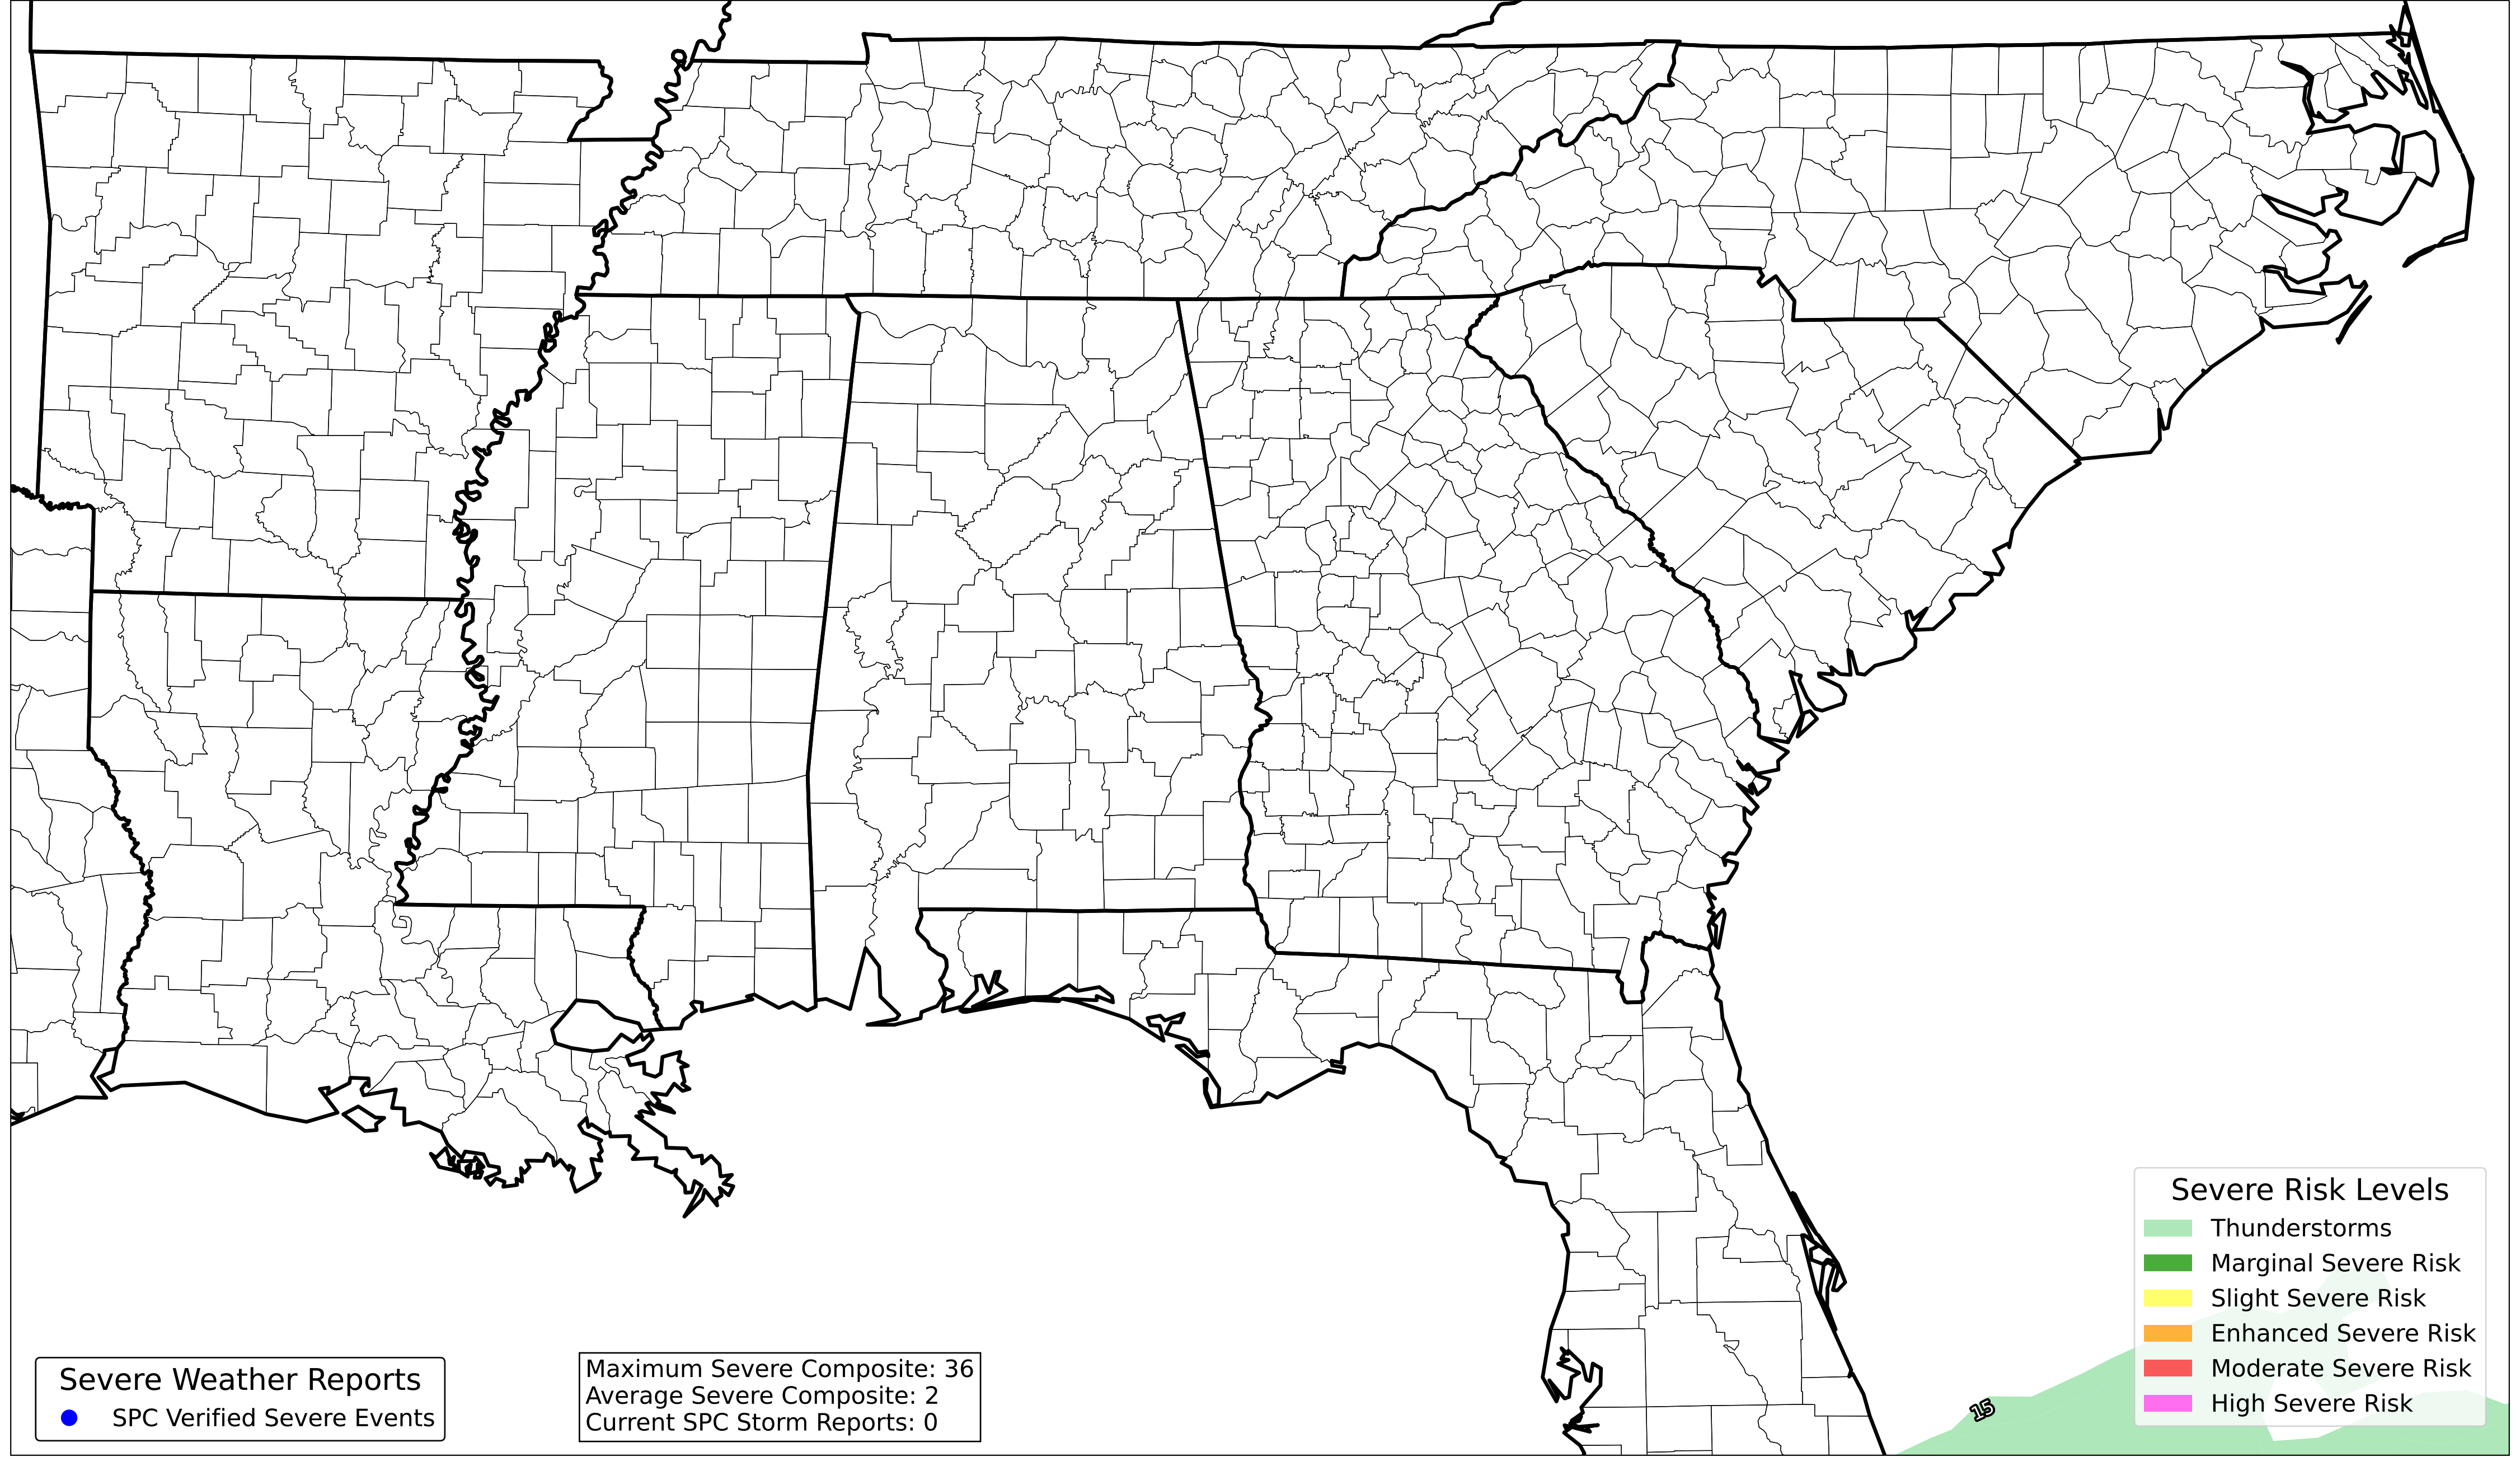 Severe Risk Levels
Thunderstorms
Marginal Severe Risk
Slight Severe Risk
Enhanced Severe Risk
Moderate Severe Risk
High Severe Risk
15
Severe Weather Reports
SPC Verified Severe Events
Maximum Severe Composite: 36
Average Severe Composite: 2
Current SPC Storm Reports: 0